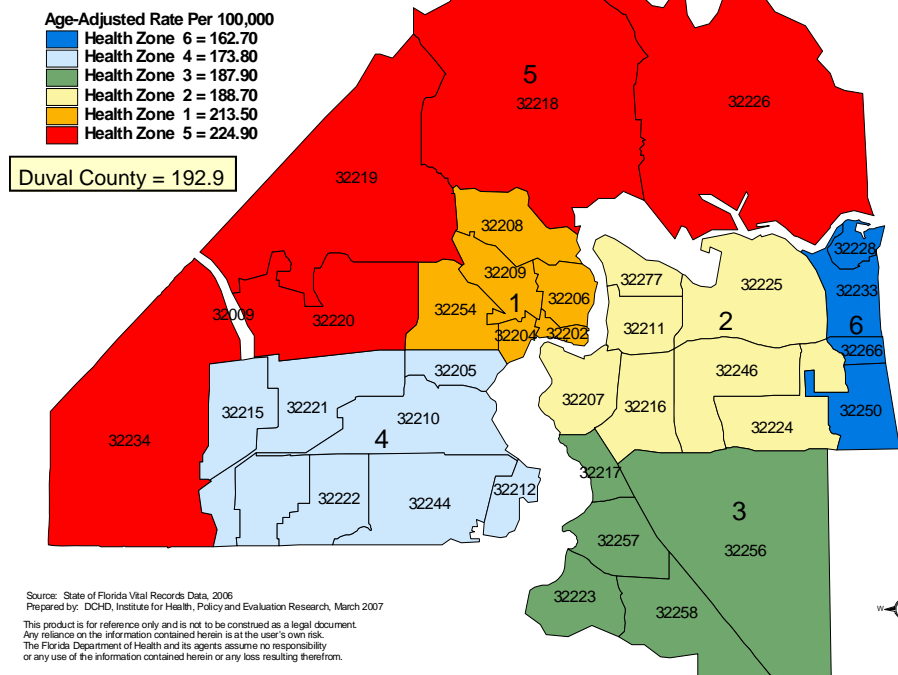 Age-Adjusted Rate Per 100,000
Health Zone 6 = 162.70
Health Zone 4 = 173.80
Health Zone 3 = 187.90
Health Zone 2 = 188.70
Health Zone 1 = 213.50
Health Zone 5 = 224.90
Duval County = 192.9
5
32218
32226
32219
32208
32228
32209
32277
32225
32233
32254
1
32206
32009
32220
32204
32202
32211
2
6
32266
32205
32246
32215
32221
32210
32207
32216
32250
32224
4
32234
32217
32222
32244
32212
3
32257
32256
32223
32258
W
Source: State of Florida Vital Records Data, 2006
Prepared by: DCHD, Institute for Health, Policy and Evaluation Research, March 2007
This product is for reference only and is not to be construed as a legal document.
Any reliance on the information contained herein is at the user's own risk.
The Florida Department of Health and its agents assume no responsibility
or any use of the information contained herein or any loss resulting therefrom.